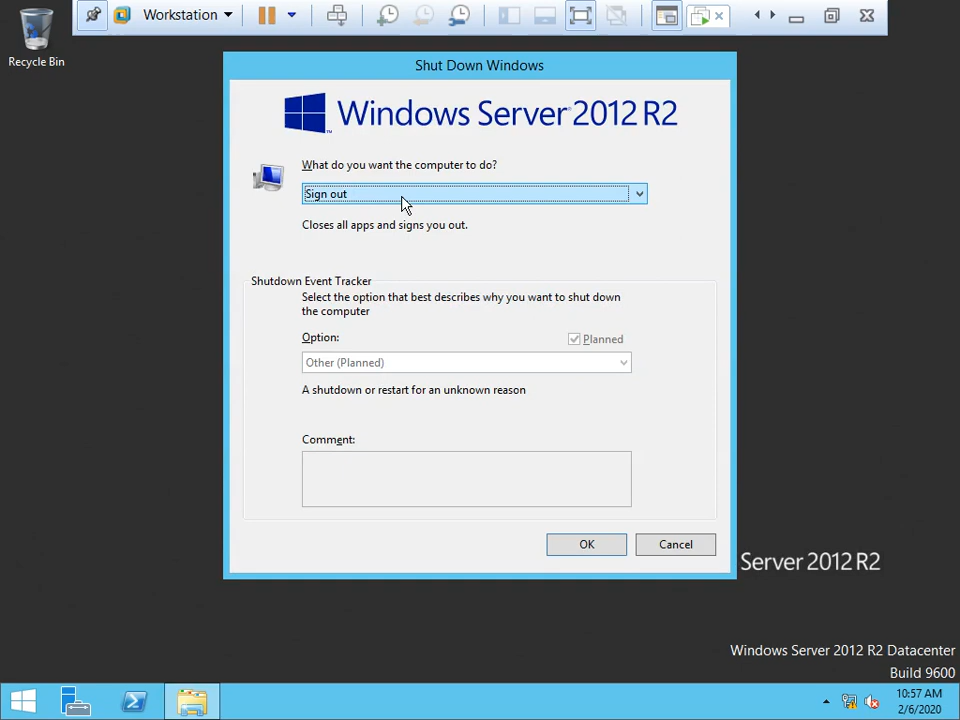 Workstation
Recycle Bin
Shut Down Windows
Windows Server 2012 R2
What do you want the computer to do?
Sign out
Closes all apps and signs you out.
Shutdown Event Tracker
Select the option that best describes why you want to shut down
the computer
Option:
Planned
Other (Planned)
A shutdown or restart for an unknown reason
Comment:
OK
Cancel
Server 2012 R2
Windows Server 2012 R2 Datacenter
Build 9600
10:57 AM
2/6/2020